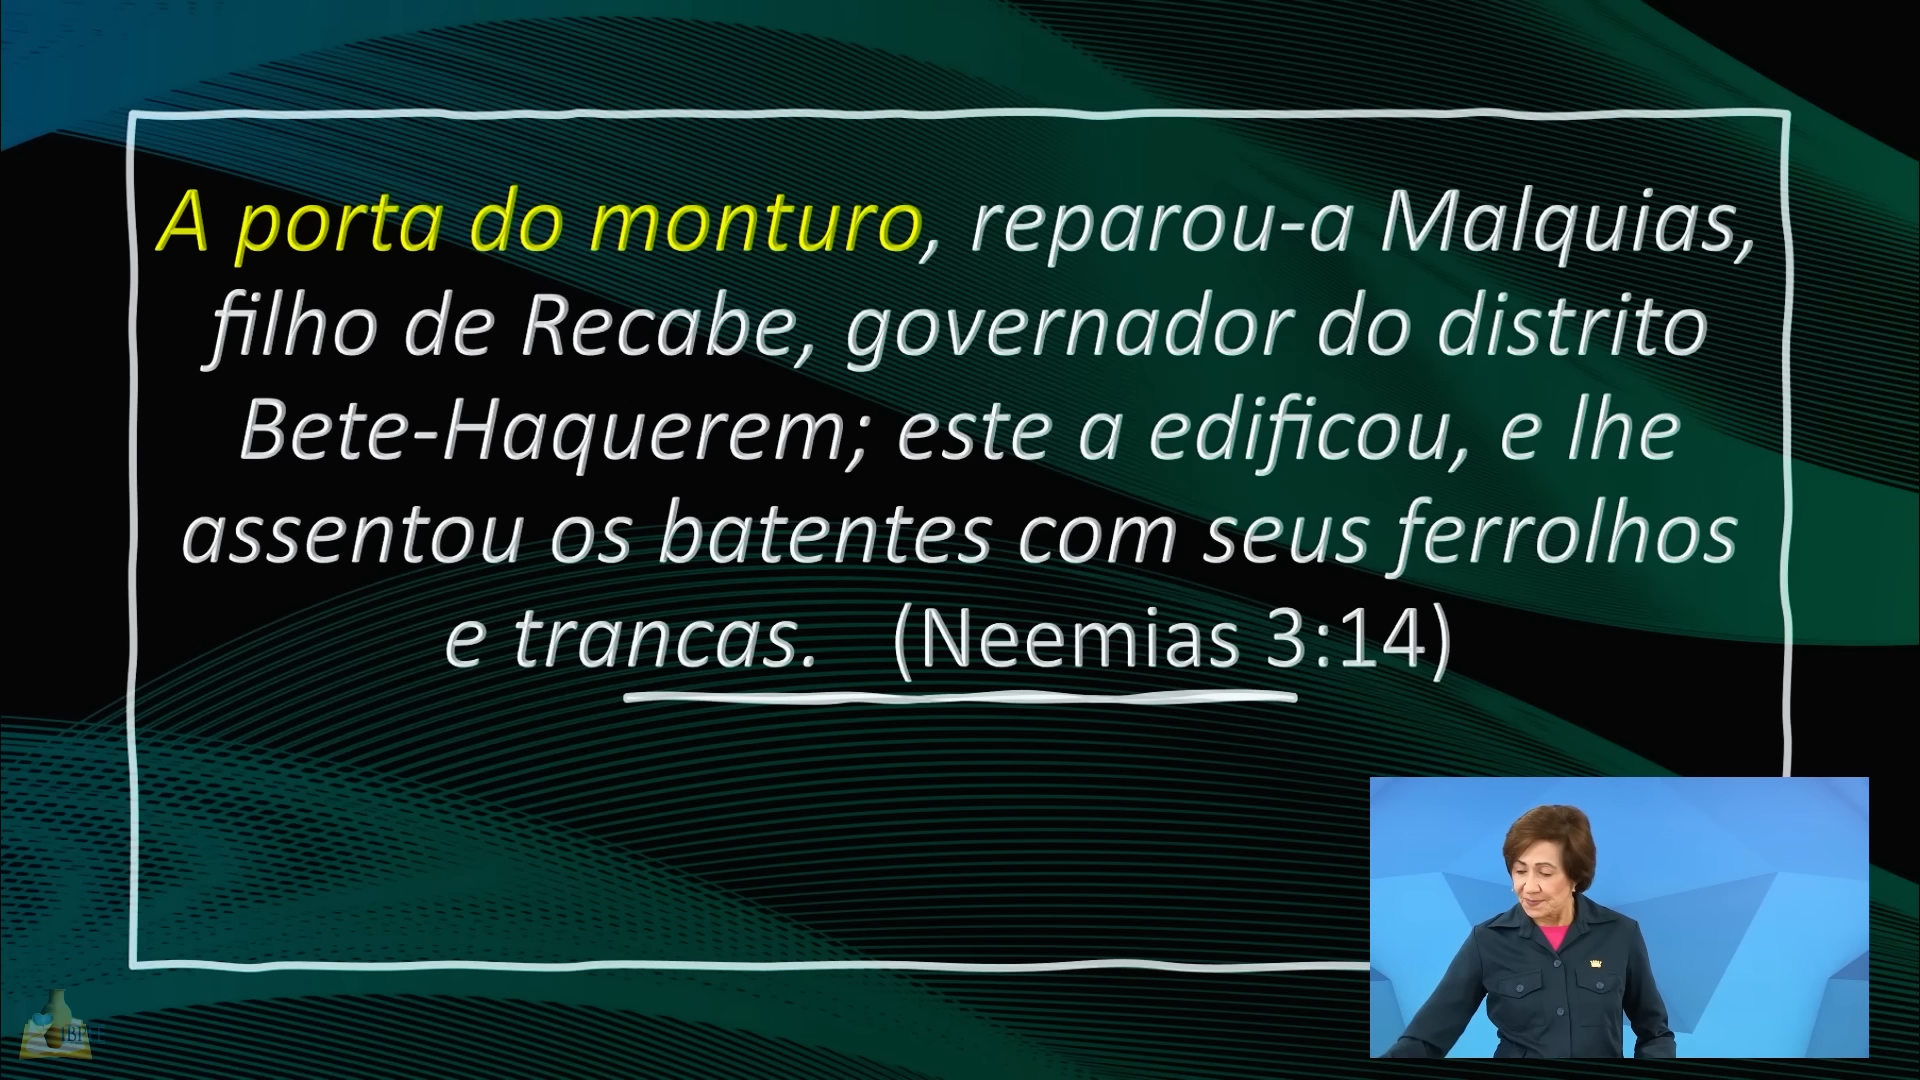 A porta do monturo, reparou-a Malquias,
filho de Recabe, governador do distrito
Bete-Haquerem; este a edificou, e lhe
assentou os batentes com seus ferrolhos
e trancas. (Neemias 3:14)